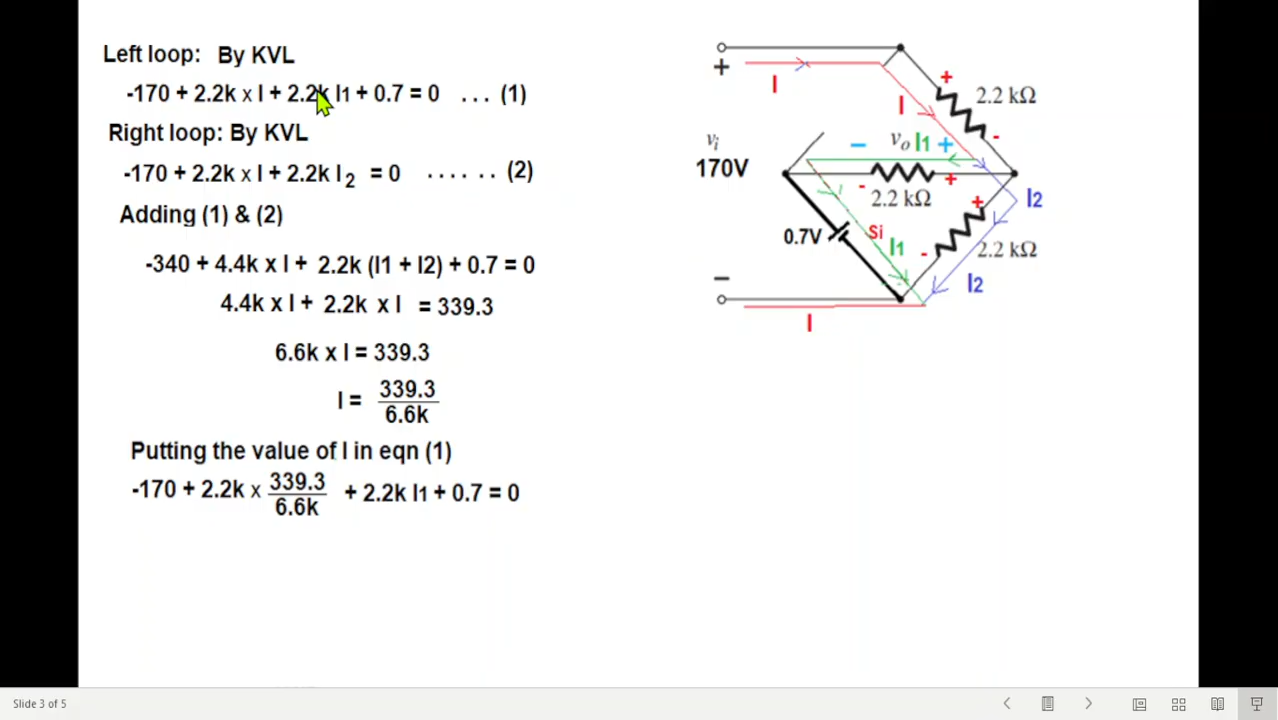 Left loop: By KVL
-170 + 2.2k x I + 2.2k I1 + 0.7 = 0 ... (1)
Right loop: By KVL
-170 + 2.2k x I + 2.2k I2 = 0 ...... (2)
Adding (1) & (2)
-340 + 4.4k x I + 2.2k (I1 + I2) + 0.7 = 0
4.4k x I + 2.2k x I = 339.3
6.6k x I = 339.3
I = 339.3 / 6.6k
Putting the value of I in eqn (1)
-170 + 2.2k x 339.3 / 6.6k + 2.2k I1 + 0.7 = 0
+
I
I
+
2.2 kΩ
-
vi
170V
- vo I1 +
- 2.2 kΩ +
+
I2
0.7V
Si
I1
-
2.2 kΩ
I2
-
I
Slide 3 of 5